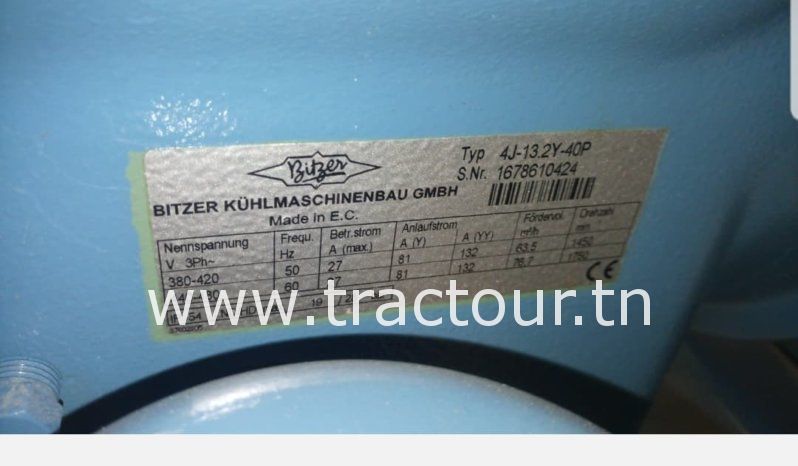 Bitzer
Typ 4J-13.2Y-40P
S.Nr. 1678610424
BITZER KÜHLMASCHINENBAU GMBH
Made in E.C.
Nennspannung Frequ. Betr.strom Anlaufstrom Fördervol. Drehzahl
V 3Ph~ Hz A (max.) A (Y) A (YY) m³/h min
380-420 50 27 81 132 63,5 1450
60 27 81 132 76,7 1750
CE
www.tractour.tn